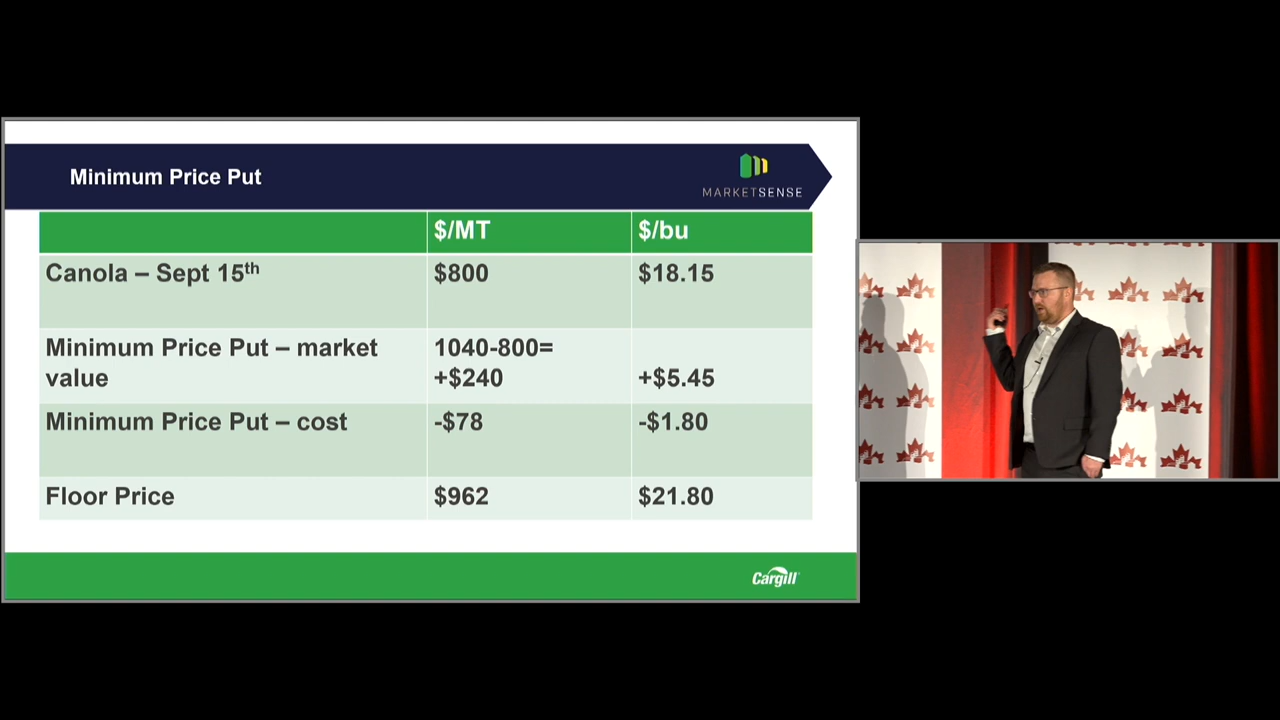 Minimum Price Put
MARKETSENSE
$/MT
$/bu
Canola – Sept 15th
$800
$18.15
Minimum Price Put – market
value
1040-800=
+$240
+$5.45
Minimum Price Put – cost
-$78
-$1.80
Floor Price
$962
$21.80
Cargill